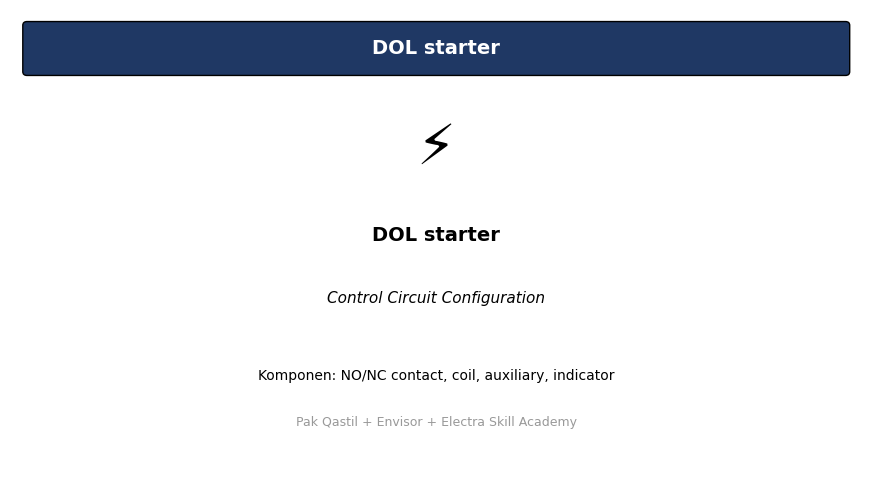 DOL starter
⚡
DOL starter
Control Circuit Configuration
Komponen: NO/NC contact, coil, auxiliary, indicator
Pak Qastil + Envisor + Electra Skill Academy